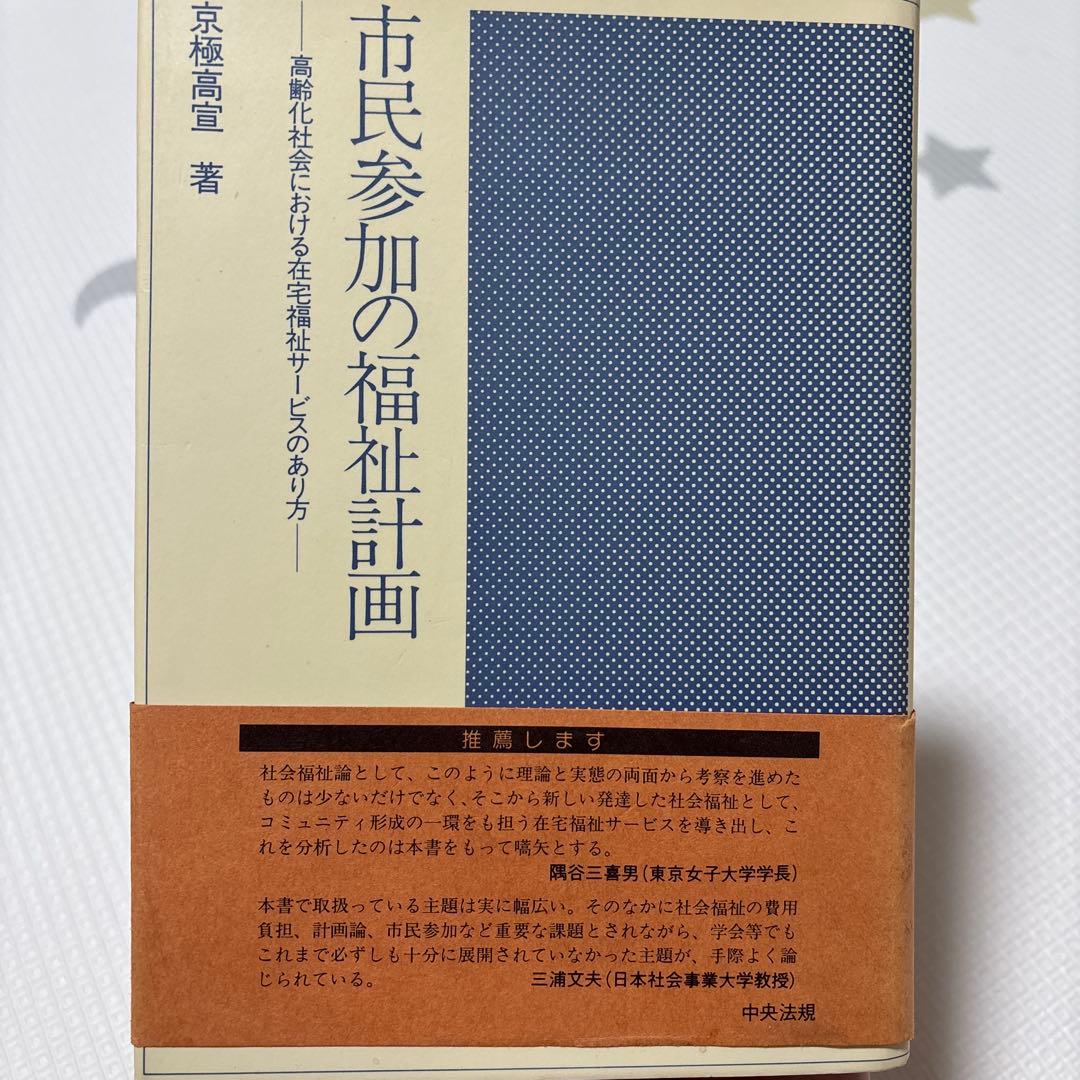 市民参加の福祉計画
――高齢化社会における在宅福祉サービスのあり方――
京極高宣 著
推薦します
社会福祉論として、このように理論と実態の両面から考察を進めた
ものは少ないだけでなく、そこから新しい発達した社会福祉として、
コミュニティ形成の一環をも担う在宅福祉サービスを導き出し、こ
れを分析したのは本書をもって嚆矢とする。
隅谷三喜男(東京女子大学学長)
本書で取扱っている主題は実に幅広い。そのなかに社会福祉の費用
負担、計画論、市民参加など重要な課題とされながら、学会等でも
これまで必ずしも十分に展開されていなかった主題が、手際よく論
じられている。
三浦文夫(日本社会事業大学教授)
中央法規